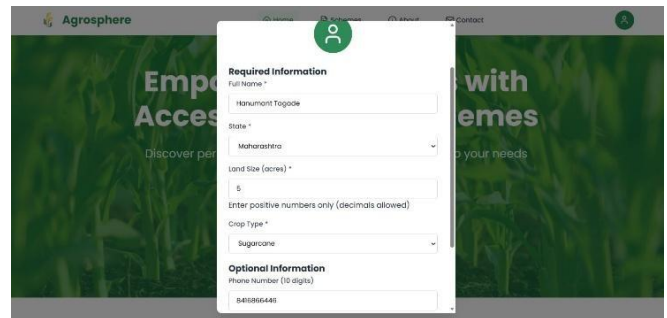 Agrosphere
Home Schemes About Contact
Empo s with
Acces emes
Discover per o your needs
Required Information
Full Name *
Hanumant Tagade
State *
Maharashtra
Land Size (acres) *
5
Enter positive numbers only (decimals allowed)
Crop Type *
Sugarcane
Optional Information
Phone Number (10 digits)
8416866446